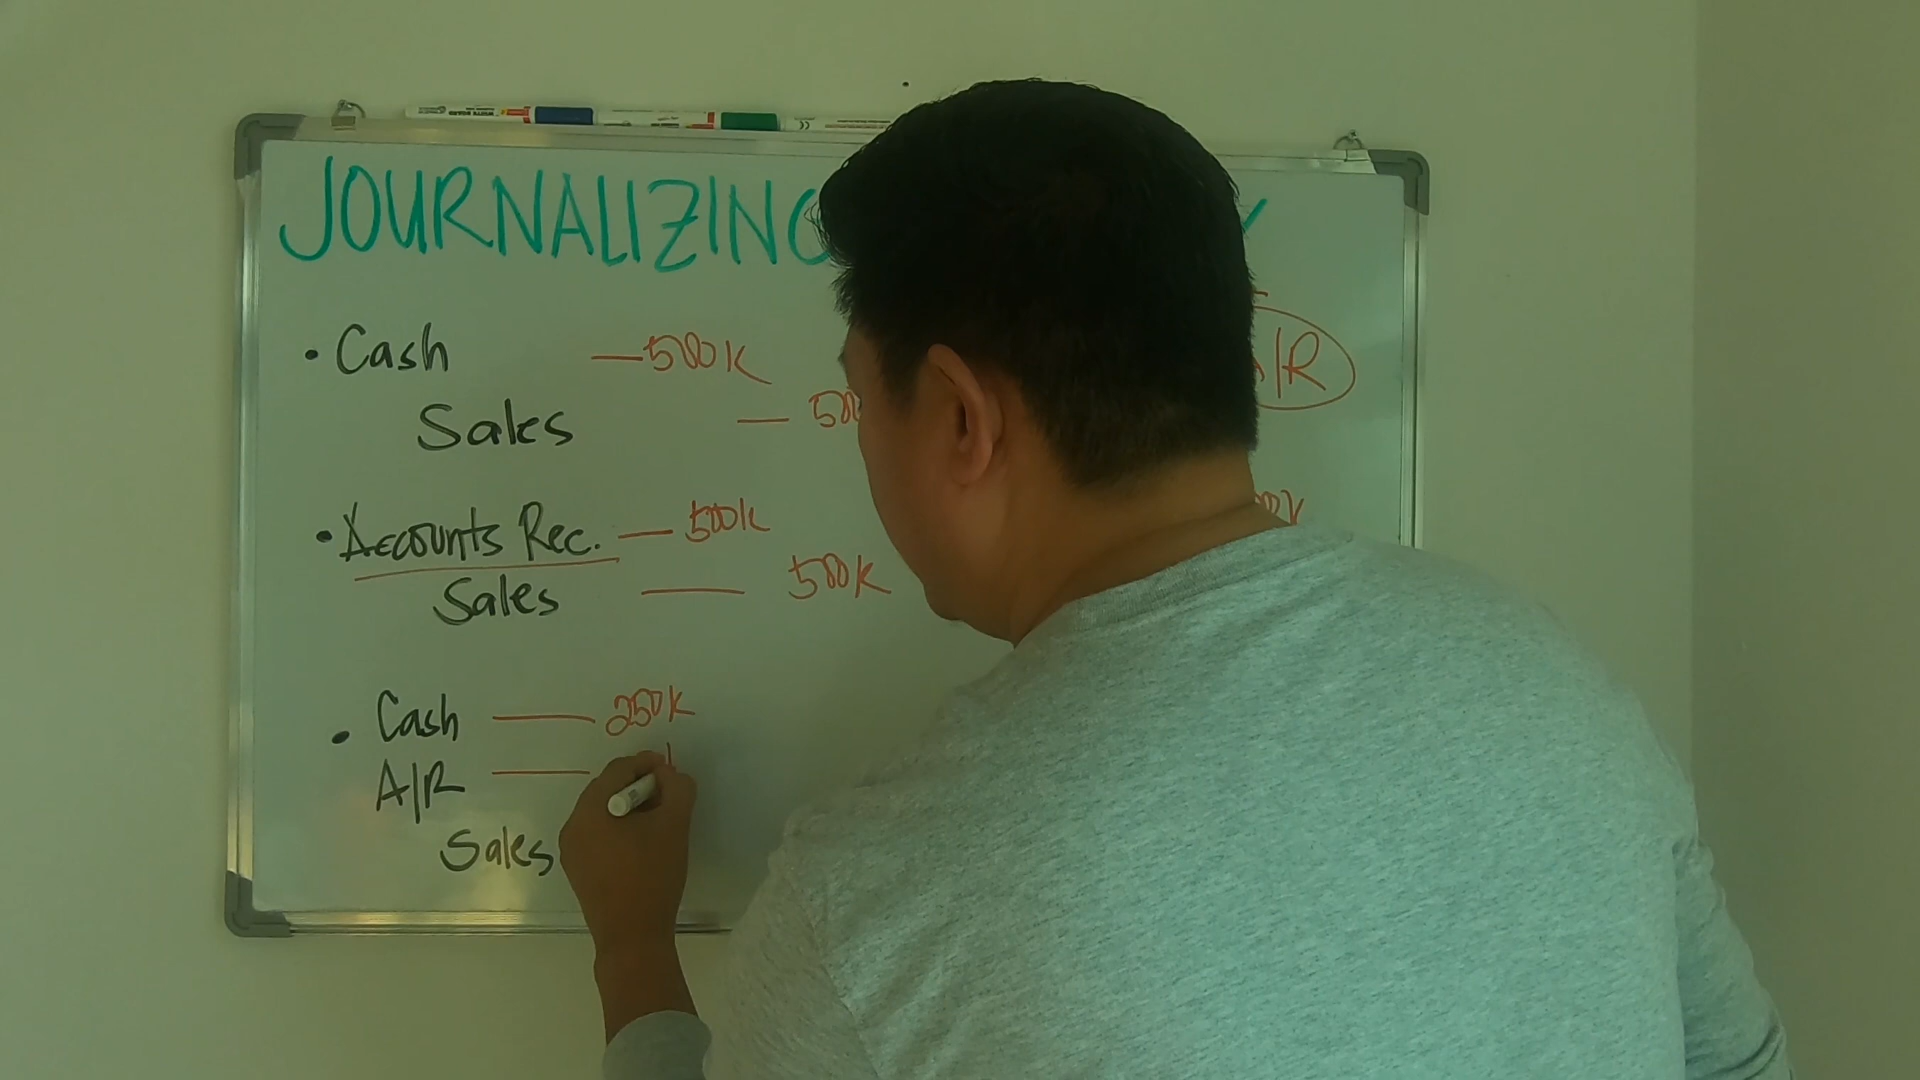 JOURNALIZING
• Cash — 500K
Sales — 500
A/R
• Accounts Rec. — 500K
Sales — 500K
• Cash — 250K
A/R —
Sales